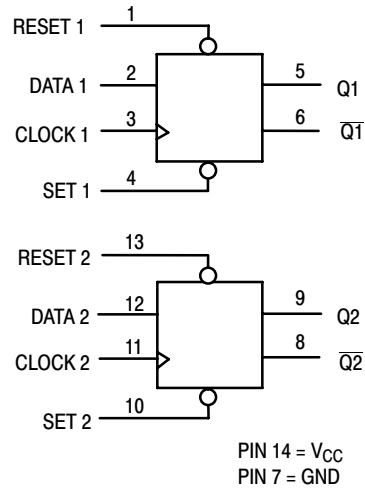 RESET 1 1
DATA 1 2 5 Q1
CLOCK 1 3 6 Q1
SET 1 4
RESET 2 13
DATA 2 12 9 Q2
CLOCK 2 11 8 Q2
SET 2 10
PIN 14 = VCC
PIN 7 = GND